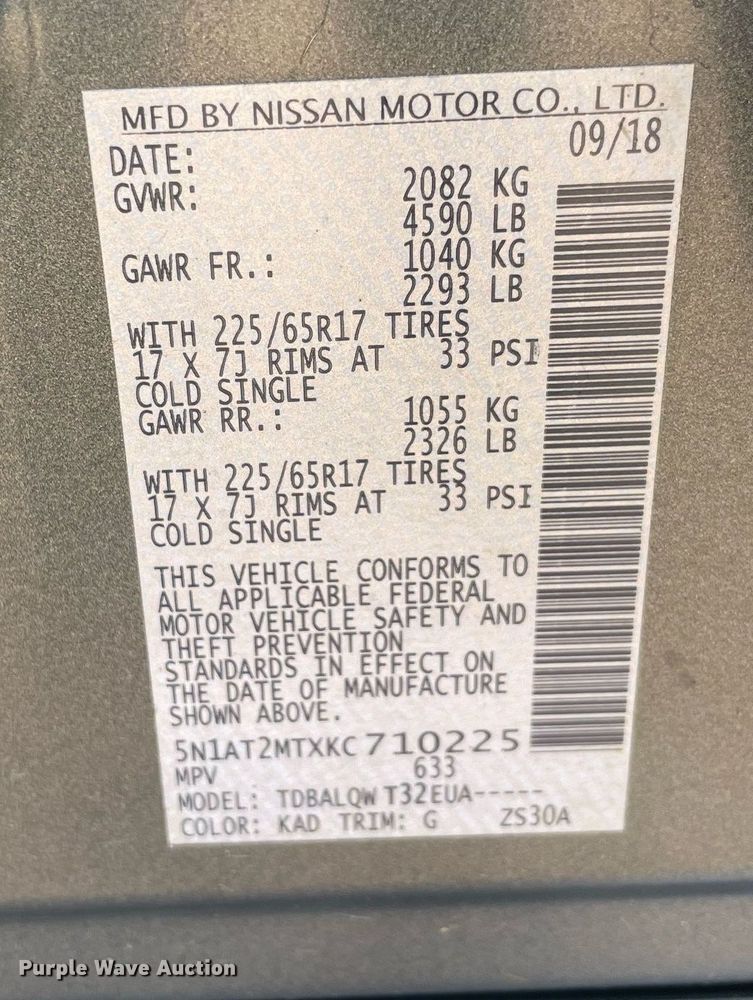 MFD BY NISSAN MOTOR CO., LTD.
DATE: 09/18
GVWR: 2082 KG
4590 LB
GAWR FR.: 1040 KG
2293 LB
WITH 225/65R17 TIRES
17 X 7J RIMS AT 33 PSI
COLD SINGLE
GAWR RR.: 1055 KG
2326 LB
WITH 225/65R17 TIRES
17 X 7J RIMS AT 33 PSI
COLD SINGLE
THIS VEHICLE CONFORMS TO
ALL APPLICABLE FEDERAL
MOTOR VEHICLE SAFETY AND
THEFT PREVENTION
STANDARDS IN EFFECT ON
THE DATE OF MANUFACTURE
SHOWN ABOVE.
5N1AT2MTXKC710225
MPV 633
MODEL: TDBALQW T32EUA-----
COLOR: KAD TRIM: G ZS30A
Purple Wave Auction